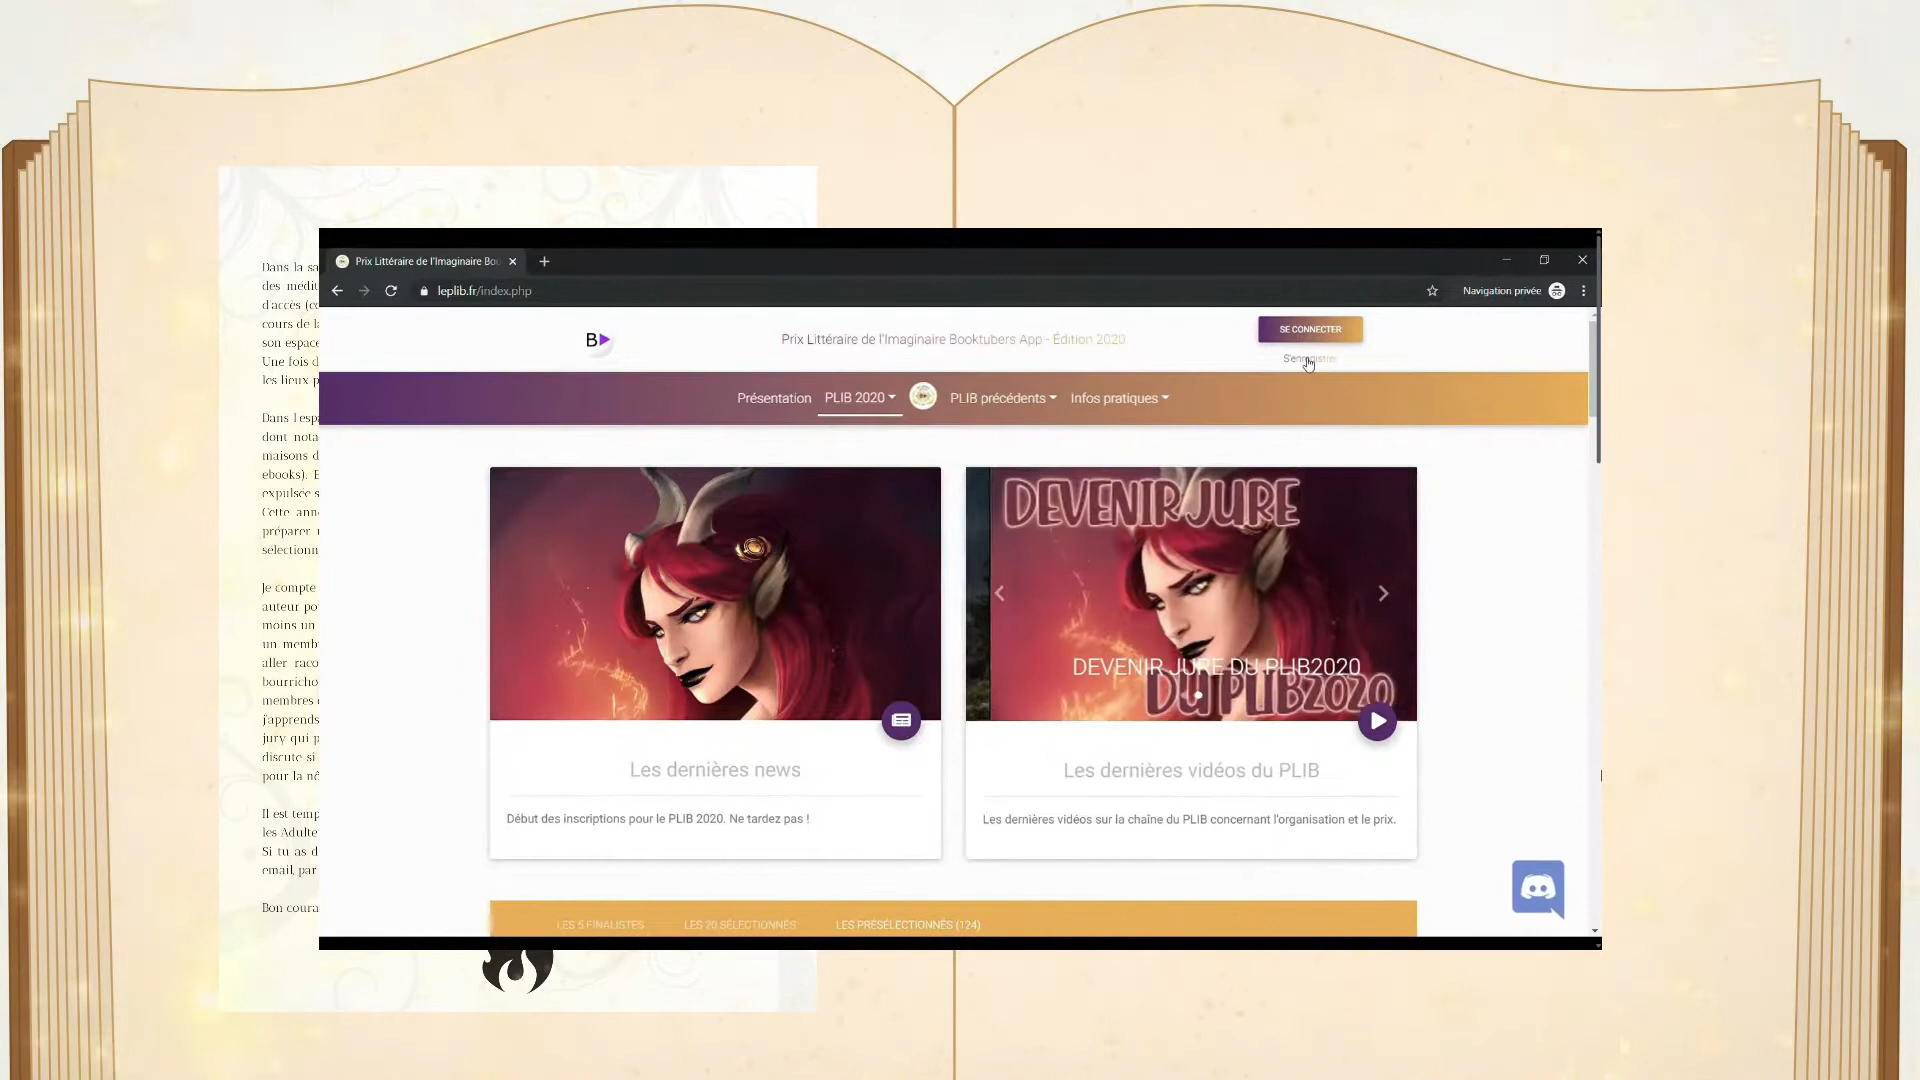 Prix Littéraire de l'Imaginaire Bo
leplib.fr/index.php
Navigation privée
B
Prix Littéraire de l'Imaginaire Booktubers App - Édition 2020
SE CONNECTER
S'enregistrer
Présentation
PLIB 2020
PLIB précédents
Infos pratiques
DEVENIR JURE
DEVENIR JURE DU PLIB2020
DU PLIB2020
Les dernières news
Les dernières vidéos du PLIB
Début des inscriptions pour le PLIB 2020. Ne tardez pas !
Les dernières vidéos sur la chaîne du PLIB concernant l'organisation et le prix.
LES 5 FINALISTES
LES 20 SÉLECTIONNÉS
LES PRÉSÉLECTIONNÉS (124)
Dans la sa
des médit
d'accès (co
cours de la
son espace
Une fois d
les lieux p
Dans l'espa
dont nota
maisons d
ebooks). E
expulsée s
Cette ann
préparer
sélectionn
Je compte
auteur po
moins un
un memb
aller raco
bourricho
membres
j'apprends
jury qui p
discute si
pour la nô
Il est temp
les Adulte
Si tu as d
email, par
Bon coura